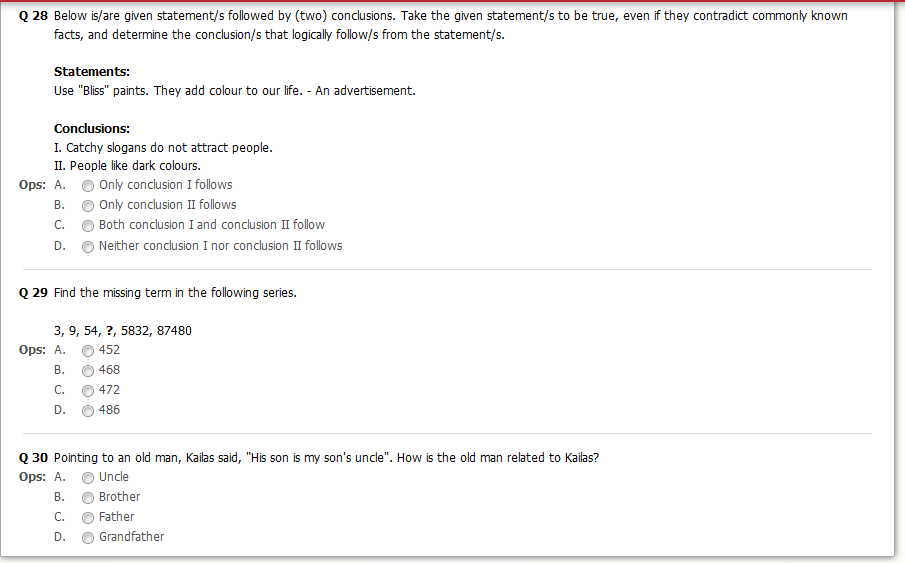 Q 28 Below is/are given statement/s followed by (two) conclusions. Take the given statement/s to be true, even if they contradict commonly known
facts, and determine the conclusion/s that logically follow/s from the statement/s.
Statements:
Use "Bliss" paints. They add colour to our life. - An advertisement.
Conclusions:
I. Catchy slogans do not attract people.
II. People like dark colours.
Ops: A. Only conclusion I follows
B. Only conclusion II follows
C. Both conclusion I and conclusion II follow
D. Neither conclusion I nor conclusion II follows
Q 29 Find the missing term in the following series.
3, 9, 54, ?, 5832, 87480
Ops: A. 452
B. 468
C. 472
D. 486
Q 30 Pointing to an old man, Kailas said, "His son is my son's uncle". How is the old man related to Kailas?
Ops: A. Uncle
B. Brother
C. Father
D. Grandfather